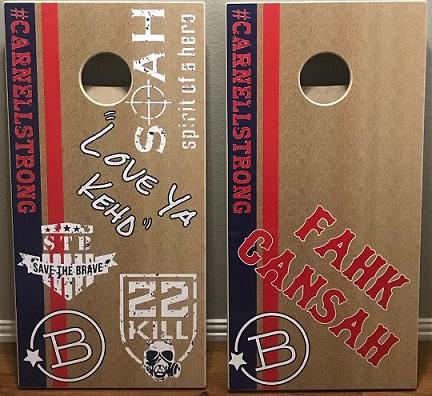 #CARNELLSTRONG
SOAH
spirit of a hero
"LOVE YA
KEHD"
STB
SAVE THE BRAVE
22
KILL
B
#CARNELLSTRONG
FAHK
CANSAH
B